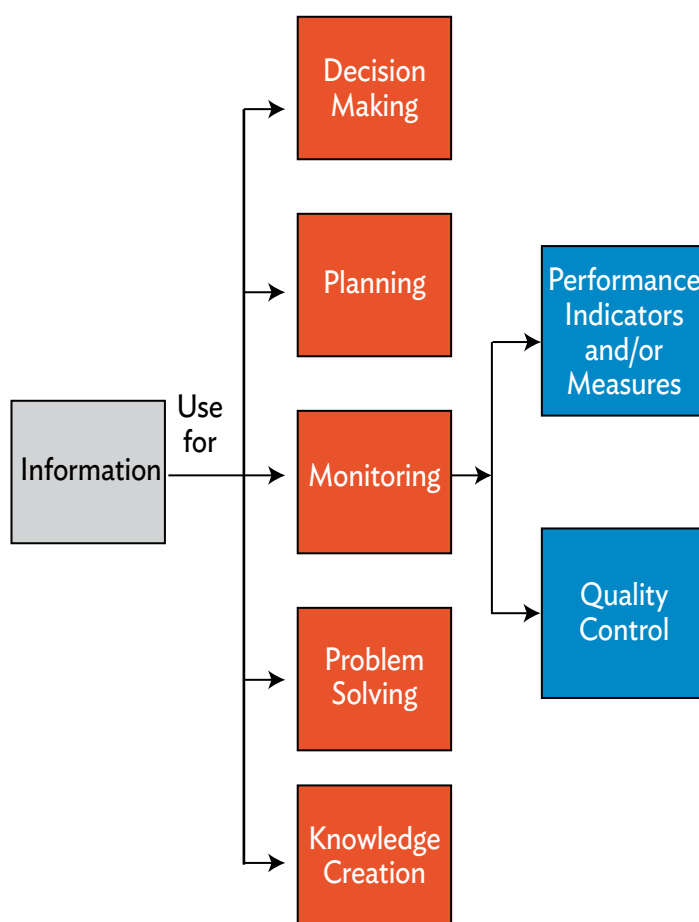 Decision
Making
Planning
Performance
Indicators
and/or
Measures
Use
for
Information
Monitoring
Quality
Control
Problem
Solving
Knowledge
Creation